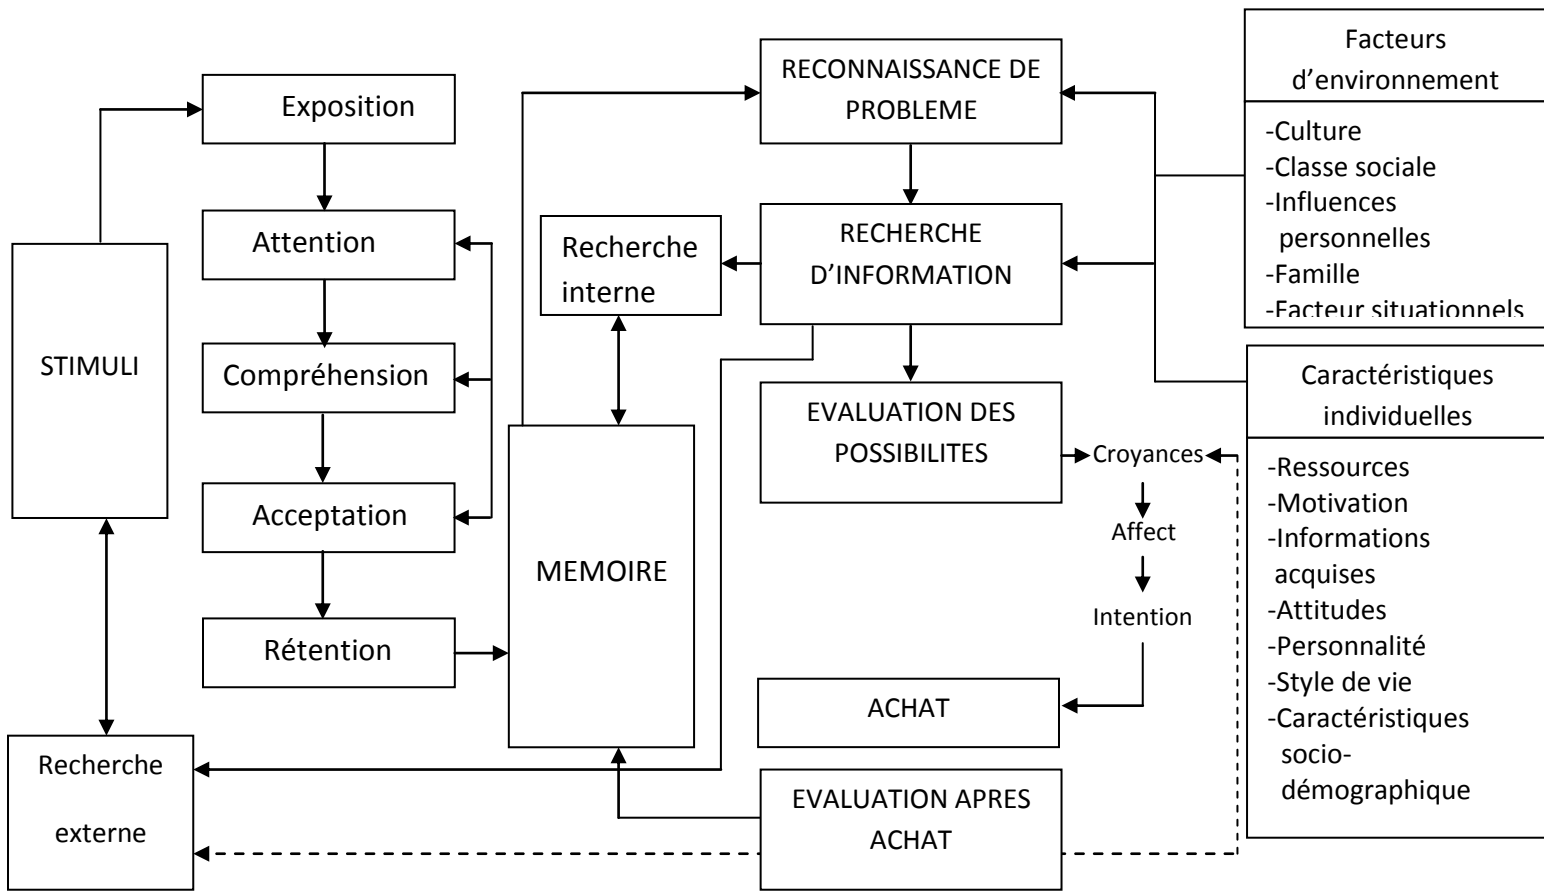 Exposition
Attention
Compréhension
Acceptation
Rétention
STIMULI
Recherche
externe
MEMOIRE
Recherche
interne
RECONNAISSANCE DE
PROBLEME
RECHERCHE
D’INFORMATION
EVALUATION DES
POSSIBILITES
Croyances
Affect
Intention
ACHAT
EVALUATION APRES
ACHAT
Facteurs
d’environnement
-Culture
-Classe sociale
-Influences
personnelles
-Famille
-Facteur situationnels
Caractéristiques
individuelles
-Ressources
-Motivation
-Informations
acquises
-Attitudes
-Personnalité
-Style de vie
-Caractéristiques
socio-
démographique